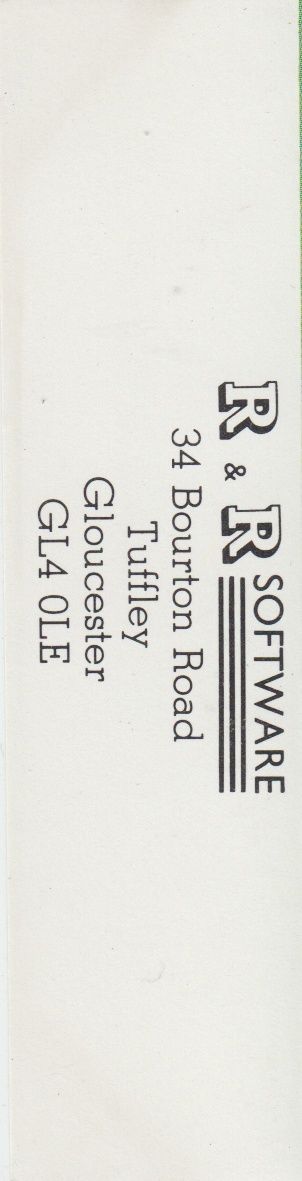 R & R SOFTWARE
34 Bourton Road
Tuffley
Gloucester
GL4 0LE